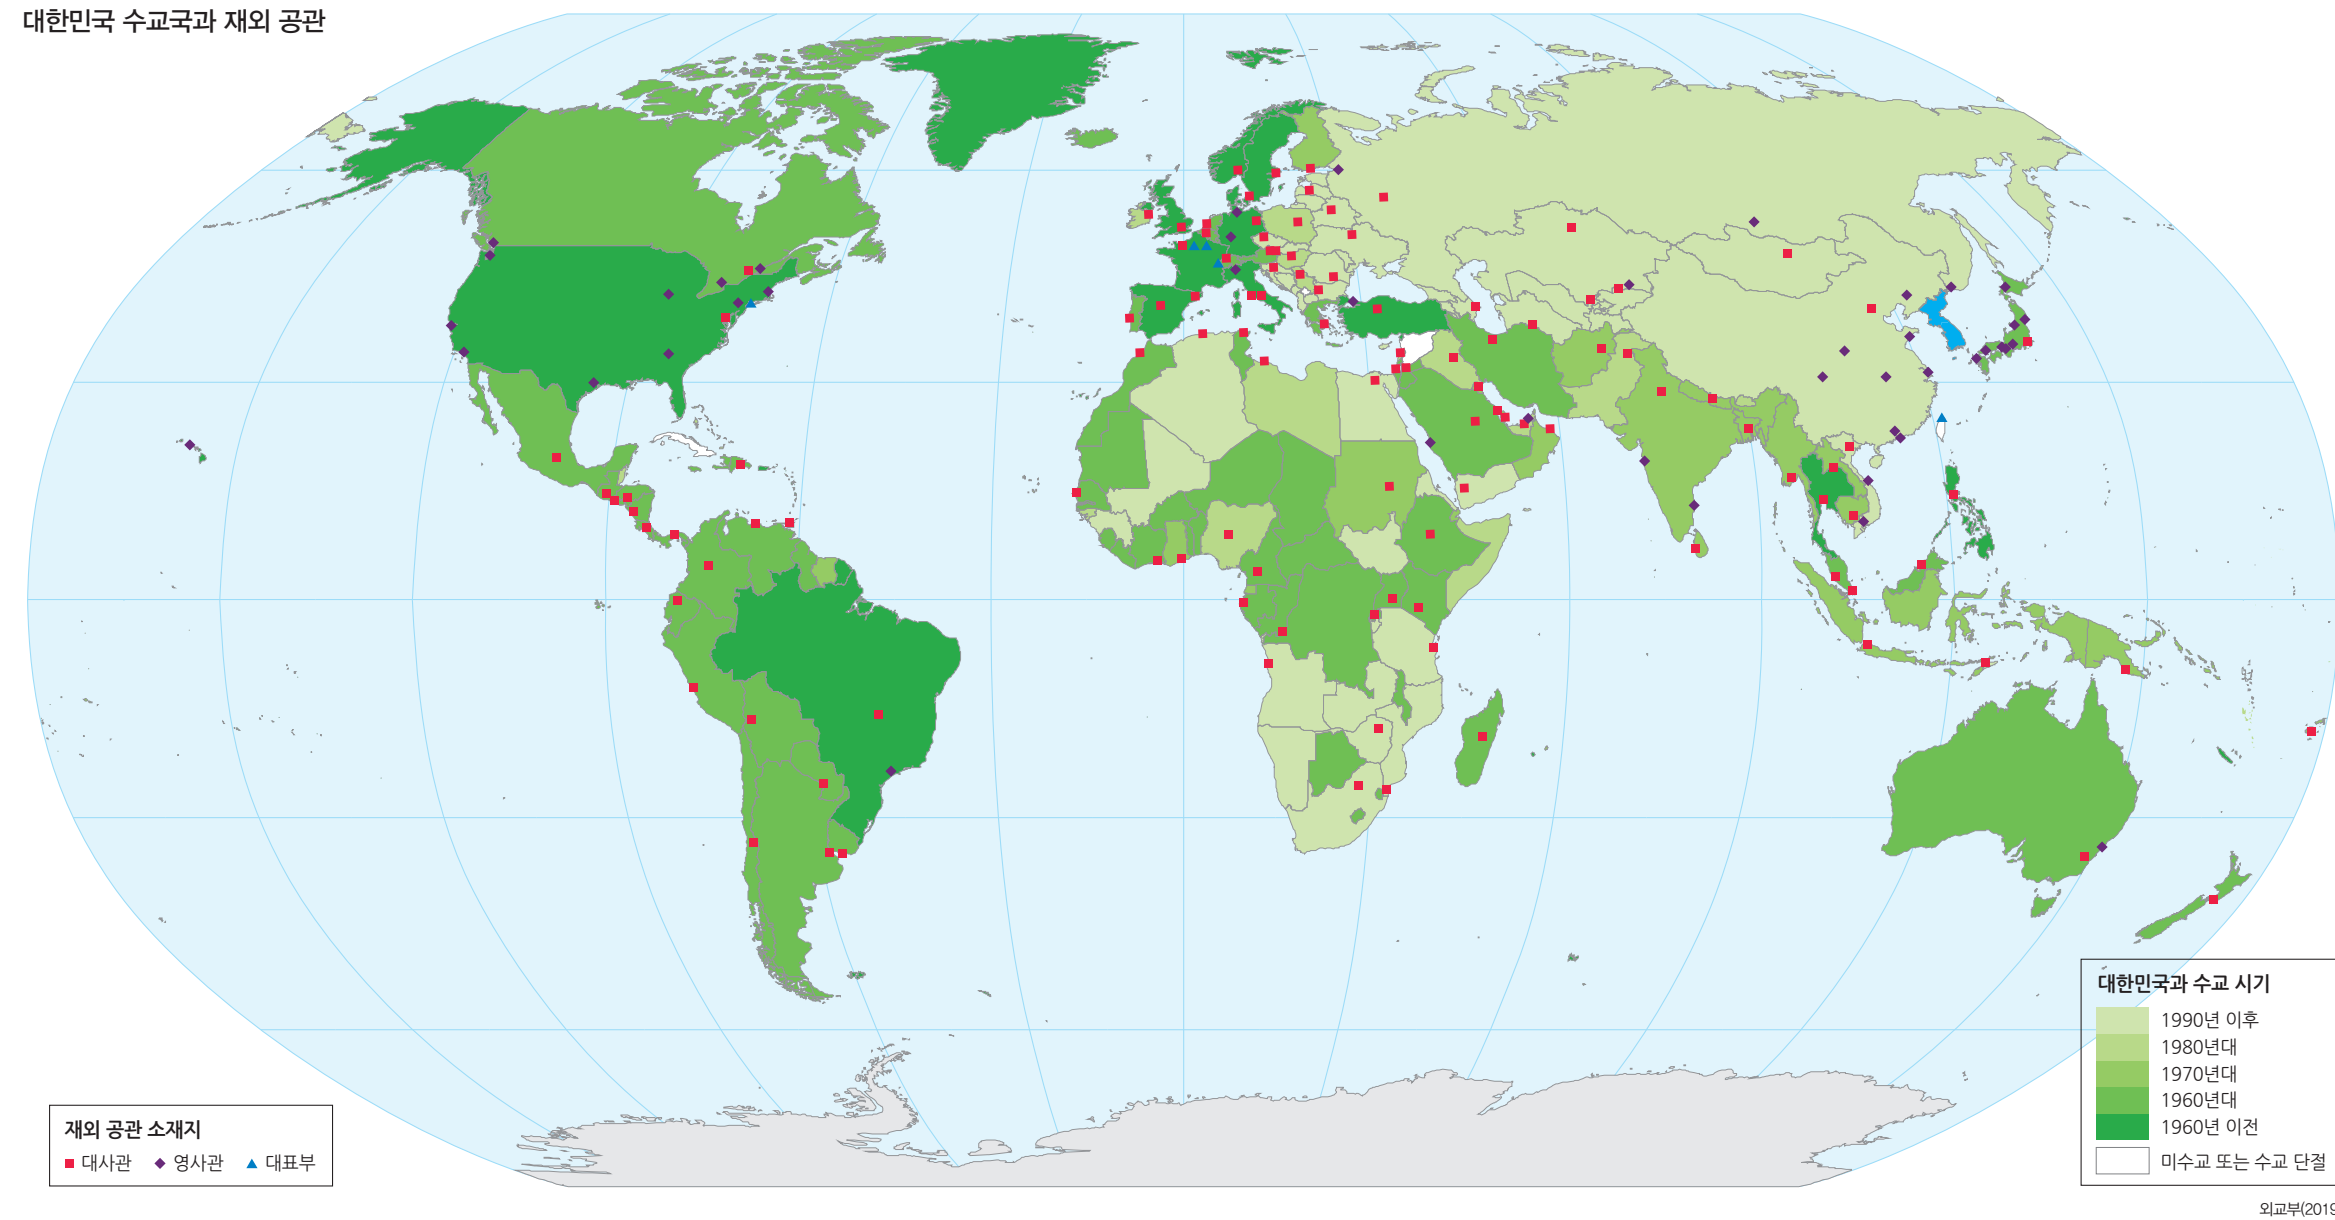 대한민국 수교국과 재외 공관
대한민국과 수교 시기
1990년 이후
1980년대
1970년대
1960년대
1960년 이전
미수교 또는 수교 단절
재외 공관 소재지
대사관 영사관 대표부
외교부(2019